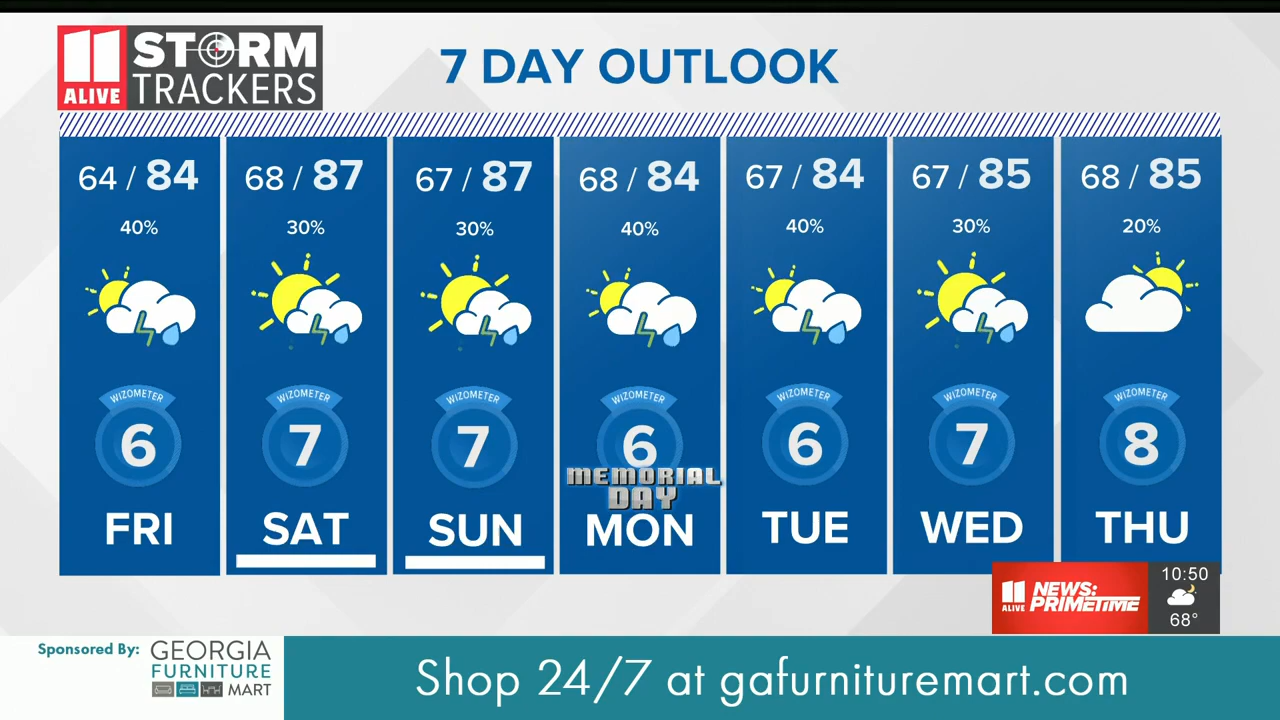 11 ALIVE STORM TRACKERS
7 DAY OUTLOOK
64 / 84
68 / 87
67 / 87
68 / 84
67 / 84
67 / 85
68 / 85
40%
30%
30%
40%
40%
30%
20%
WIZOMETER
WIZOMETER
WIZOMETER
WIZOMETER
WIZOMETER
WIZOMETER
WIZOMETER
6
7
7
6
6
7
8
MEMORIAL
DAY
FRI
SAT
SUN
MON
TUE
WED
THU
11 ALIVE
NEWS:
PRIMETIME
10:50
68°
Sponsored By:
GEORGIA
FURNITURE
MART
Shop 24/7 at gafurnituremart.com